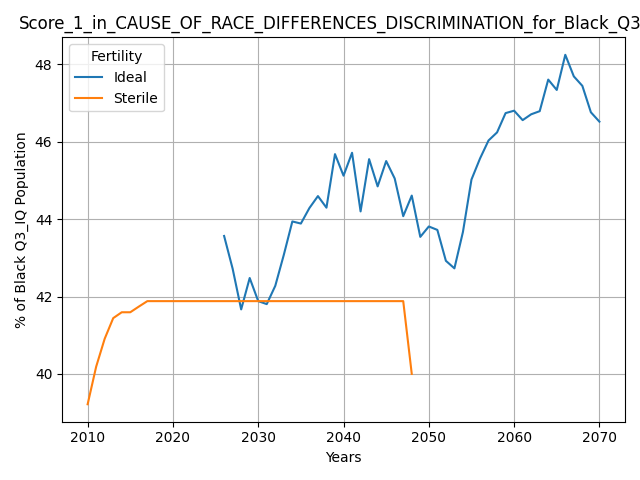 Score_1_in_CAUSE_OF_RACE_DIFFERENCES_DISCRIMINATION_for_Black_Q3
Fertility
Ideal
Sterile
% of Black Q3_IQ Population
48
46
44
42
40
2010 2020 2030 2040 2050 2060 2070
Years